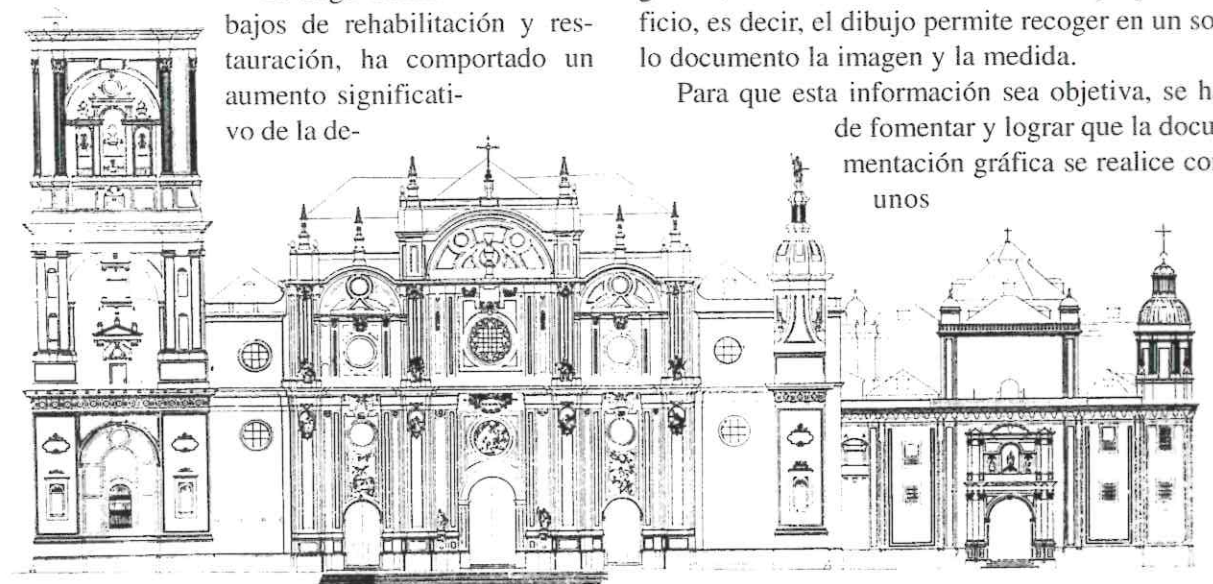 bajos de rehabilitación y res-
tauración, ha comportado un
aumento significati-
vo de la de-
ficio, es decir, el dibujo permite recoger en un so-
lo documento la imagen y la medida.
Para que esta información sea objetiva, se ha
de fomentar y lograr que la docu-
mentación gráfica se realice con
unos